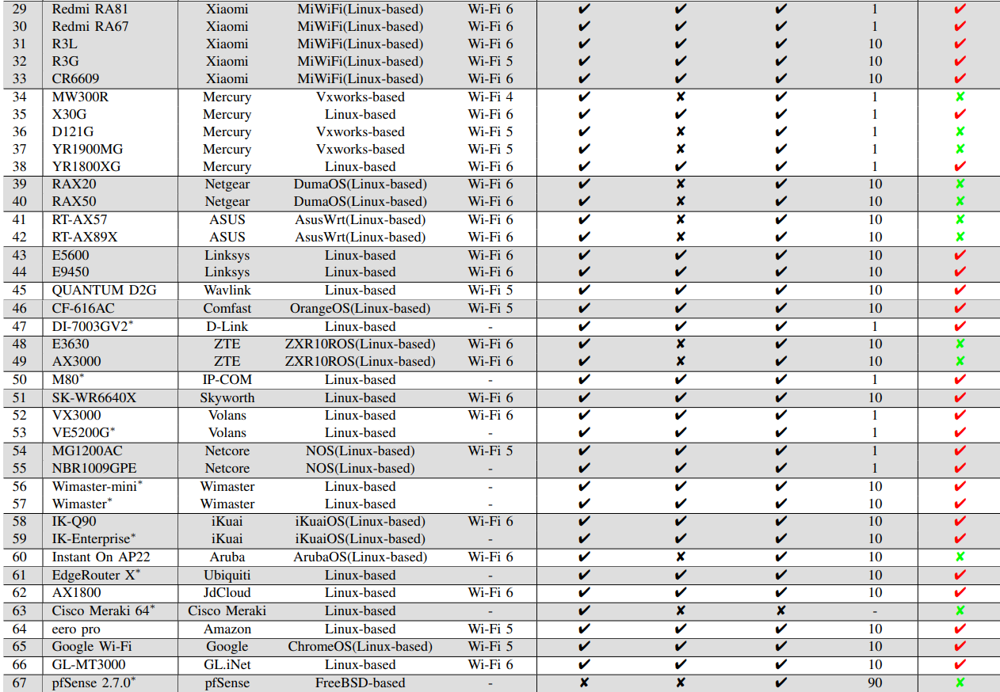 29 Redmi RA81 Xiaomi MiWiFi(Linux-based) Wi-Fi 6 ✔ ✔ ✔ 1 ✔
30 Redmi RA67 Xiaomi MiWiFi(Linux-based) Wi-Fi 6 ✔ ✔ ✔ 1 ✔
31 R3L Xiaomi MiWiFi(Linux-based) Wi-Fi 6 ✔ ✔ ✔ 10 ✔
32 R3G Xiaomi MiWiFi(Linux-based) Wi-Fi 5 ✔ ✔ ✔ 10 ✔
33 CR6609 Xiaomi MiWiFi(Linux-based) Wi-Fi 6 ✔ ✔ ✔ 10 ✔
34 MW300R Mercury Vxworks-based Wi-Fi 4 ✔ ✘ ✔ 1 ✘
35 X30G Mercury Linux-based Wi-Fi 6 ✔ ✔ ✔ 1 ✔
36 D121G Mercury Vxworks-based Wi-Fi 5 ✔ ✘ ✔ 1 ✘
37 YR1900MG Mercury Vxworks-based Wi-Fi 5 ✔ ✘ ✔ 1 ✘
38 YR1800XG Mercury Linux-based Wi-Fi 6 ✔ ✔ ✔ 1 ✔
39 RAX20 Netgear DumaOS(Linux-based) Wi-Fi 6 ✔ ✘ ✔ 10 ✘
40 RAX50 Netgear DumaOS(Linux-based) Wi-Fi 6 ✔ ✘ ✔ 10 ✘
41 RT-AX57 ASUS AsusWrt(Linux-based) Wi-Fi 6 ✔ ✘ ✔ 10 ✘
42 RT-AX89X ASUS AsusWrt(Linux-based) Wi-Fi 6 ✔ ✘ ✔ 10 ✘
43 E5600 Linksys Linux-based Wi-Fi 6 ✔ ✔ ✔ 10 ✔
44 E9450 Linksys Linux-based Wi-Fi 6 ✔ ✔ ✔ 10 ✔
45 QUANTUM D2G Wavlink Linux-based Wi-Fi 5 ✔ ✔ ✔ 10 ✔
46 CF-616AC Comfast OrangeOS(Linux-based) Wi-Fi 5 ✔ ✔ ✔ 10 ✔
47 DI-7003GV2* D-Link Linux-based - ✔ ✔ ✔ 1 ✔
48 E3630 ZTE ZXR10ROS(Linux-based) Wi-Fi 6 ✔ ✘ ✔ 10 ✘
49 AX3000 ZTE ZXR10ROS(Linux-based) Wi-Fi 6 ✔ ✘ ✔ 10 ✘
50 M80* IP-COM Linux-based - ✔ ✔ ✔ 1 ✔
51 SK-WR6640X Skyworth Linux-based Wi-Fi 6 ✔ ✔ ✔ 10 ✔
52 VX3000 Volans Linux-based Wi-Fi 6 ✔ ✔ ✔ 1 ✔
53 VE5200G* Volans Linux-based - ✔ ✔ ✔ 1 ✔
54 MG1200AC Netcore NOS(Linux-based) Wi-Fi 5 ✔ ✔ ✔ 1 ✔
55 NBR1009GPE Netcore NOS(Linux-based) - ✔ ✔ ✔ 1 ✔
56 Wimaster-mini* Wimaster Linux-based - ✔ ✔ ✔ 10 ✔
57 Wimaster* Wimaster Linux-based - ✔ ✔ ✔ 10 ✔
58 IK-Q90 iKuai iKuaiOS(Linux-based) Wi-Fi 6 ✔ ✔ ✔ 10 ✔
59 IK-Enterprise* iKuai iKuaiOS(Linux-based) - ✔ ✔ ✔ 10 ✔
60 Instant On AP22 Aruba ArubaOS(Linux-based) Wi-Fi 6 ✔ ✘ ✔ 10 ✘
61 EdgeRouter X* Ubiquiti Linux-based - ✔ ✔ ✔ 10 ✔
62 AX1800 JdCloud Linux-based Wi-Fi 6 ✔ ✔ ✔ 10 ✔
63 Cisco Meraki 64* Cisco Meraki Linux-based - ✔ ✘ ✘ - ✘
64 eero pro Amazon Linux-based Wi-Fi 5 ✔ ✔ ✔ 10 ✔
65 Google Wi-Fi Google ChromeOS(Linux-based) Wi-Fi 5 ✔ ✔ ✔ 10 ✔
66 GL-MT3000 GL.iNet Linux-based Wi-Fi 6 ✔ ✔ ✔ 10 ✔
67 pfSense 2.7.0* pfSense FreeBSD-based - ✘ ✘ ✔ 90 ✘